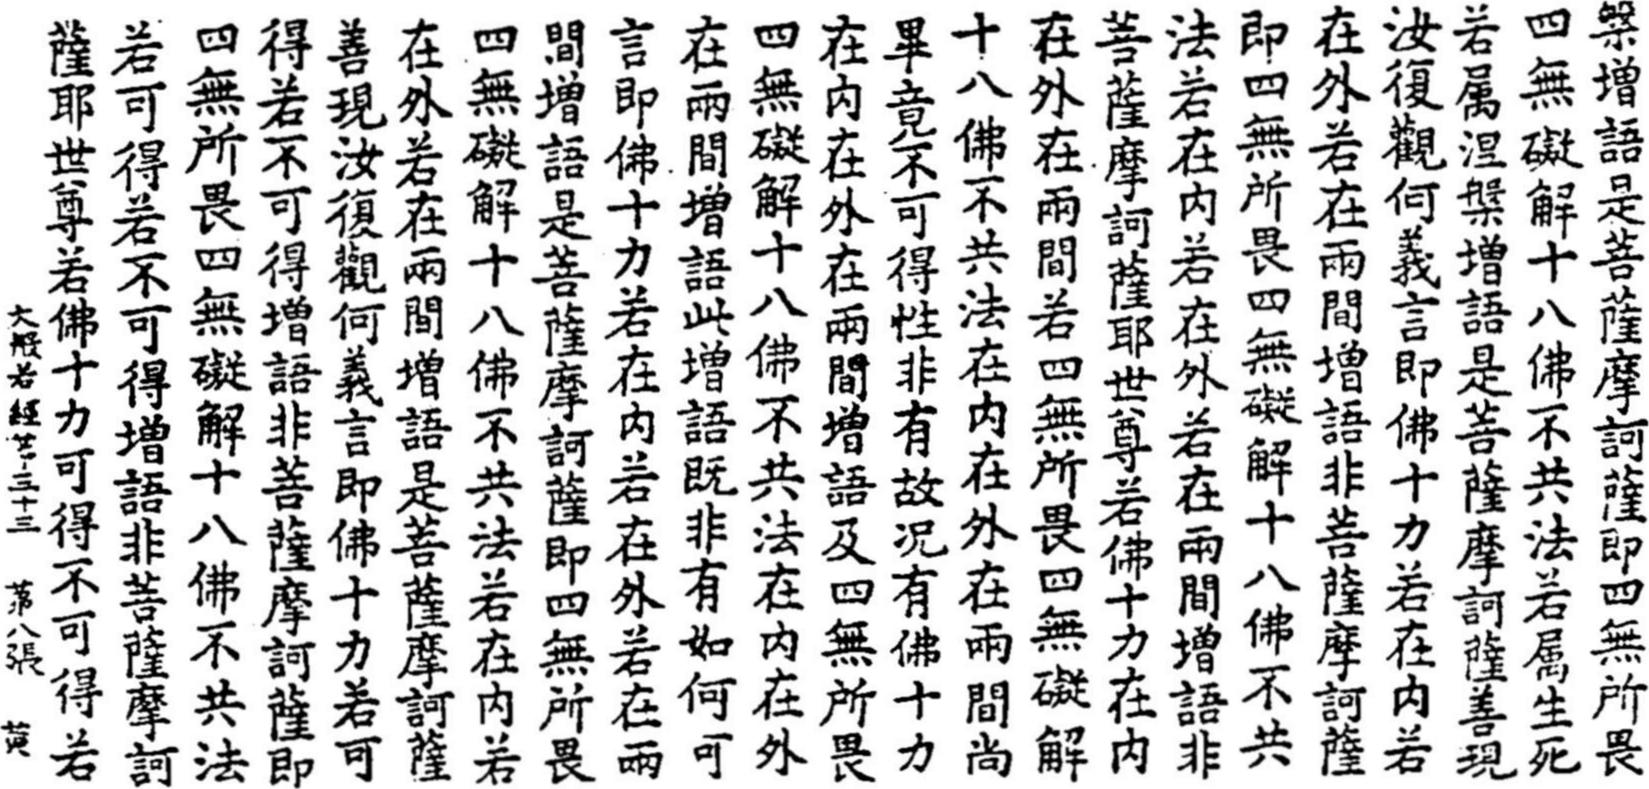 槃增語是菩薩摩訶薩即四無所畏
四無礙解十八佛不共法若属生死
若属涅槃增語是菩薩摩訶薩善現
汝復觀何義言即佛十力若在内若
在外若在兩間增語非菩薩摩訶薩
即四無所畏四無礙解十八佛不共
法若在内若在外若在兩間增語非
菩薩摩訶薩耶世尊若佛十力在内
在外在兩間若四無所畏四無礙解
十八佛不共法在内在外在兩間尚
畢竟不可得性非有故况有佛十力
在内在外在兩間增語及四無所畏
四無礙解十八佛不共法在内在外
在兩間增語此增語既非有如何可
言即佛十力若在内若在外若在兩
間增語是菩薩摩訶薩即四無所畏
四無礙解十八佛不共法若在内若
在外若在兩間增語是菩薩摩訶薩
善現汝復觀何義言即佛十力若可
得若不可得增語非菩薩摩訶薩即
四無所畏四無礙解十八佛不共法
若可得若不可得增語非菩薩摩訶
薩耶世尊若佛十力可得不可得若
大般若經苐三十三 苐八張 蓂